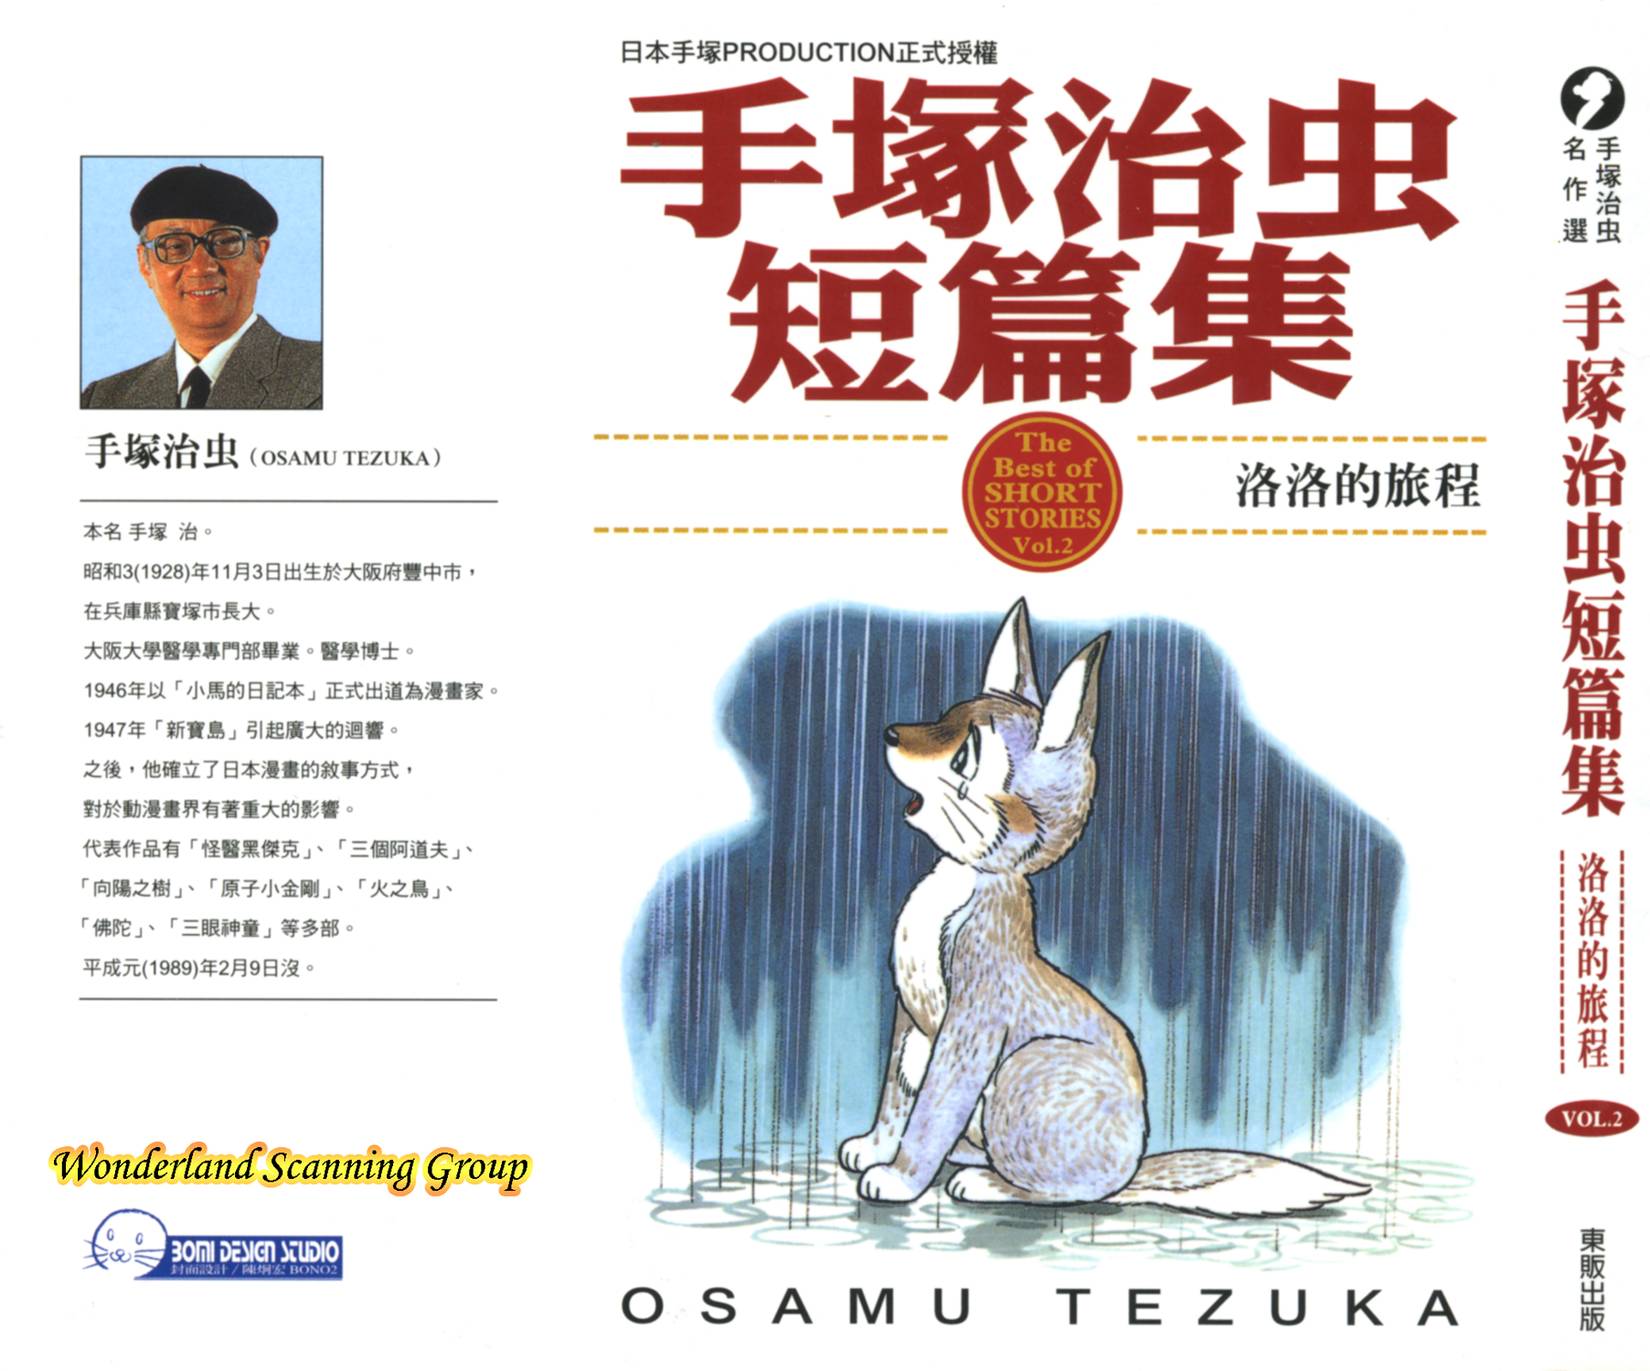 手塚治虫（OSAMU TEZUKA）
本名 手塚 治。
昭和3(1928)年11月3日出生於大阪府豐中市，
在兵庫縣寶塚市長大。
大阪大學醫學專門部畢業。醫學博士。
1946年以「小馬的日記本」正式出道為漫畫家。
1947年「新寶島」引起廣大的迴響。
之後，他確立了日本漫畫的敘事方式，
對於動漫畫界有著重大的影響。
代表作品有「怪醫黑傑克」、「三個阿道夫」、
「向陽之樹」、「原子小金剛」、「火之鳥」、
「佛陀」、「三眼神童」等多部。
平成元(1989)年2月9日沒。
Wonderland Scanning Group
BOMI DESIGN STUDIO
封面設計／陳炯宏 BONO2
日本手塚PRODUCTION正式授權
手塚治虫
短篇集
The
Best of
SHORT
STORIES
Vol.2
洛洛的旅程
OSAMU TEZUKA
手塚治虫
名作選
手塚治虫短篇集
洛洛的旅程
VOL.2
東販出版